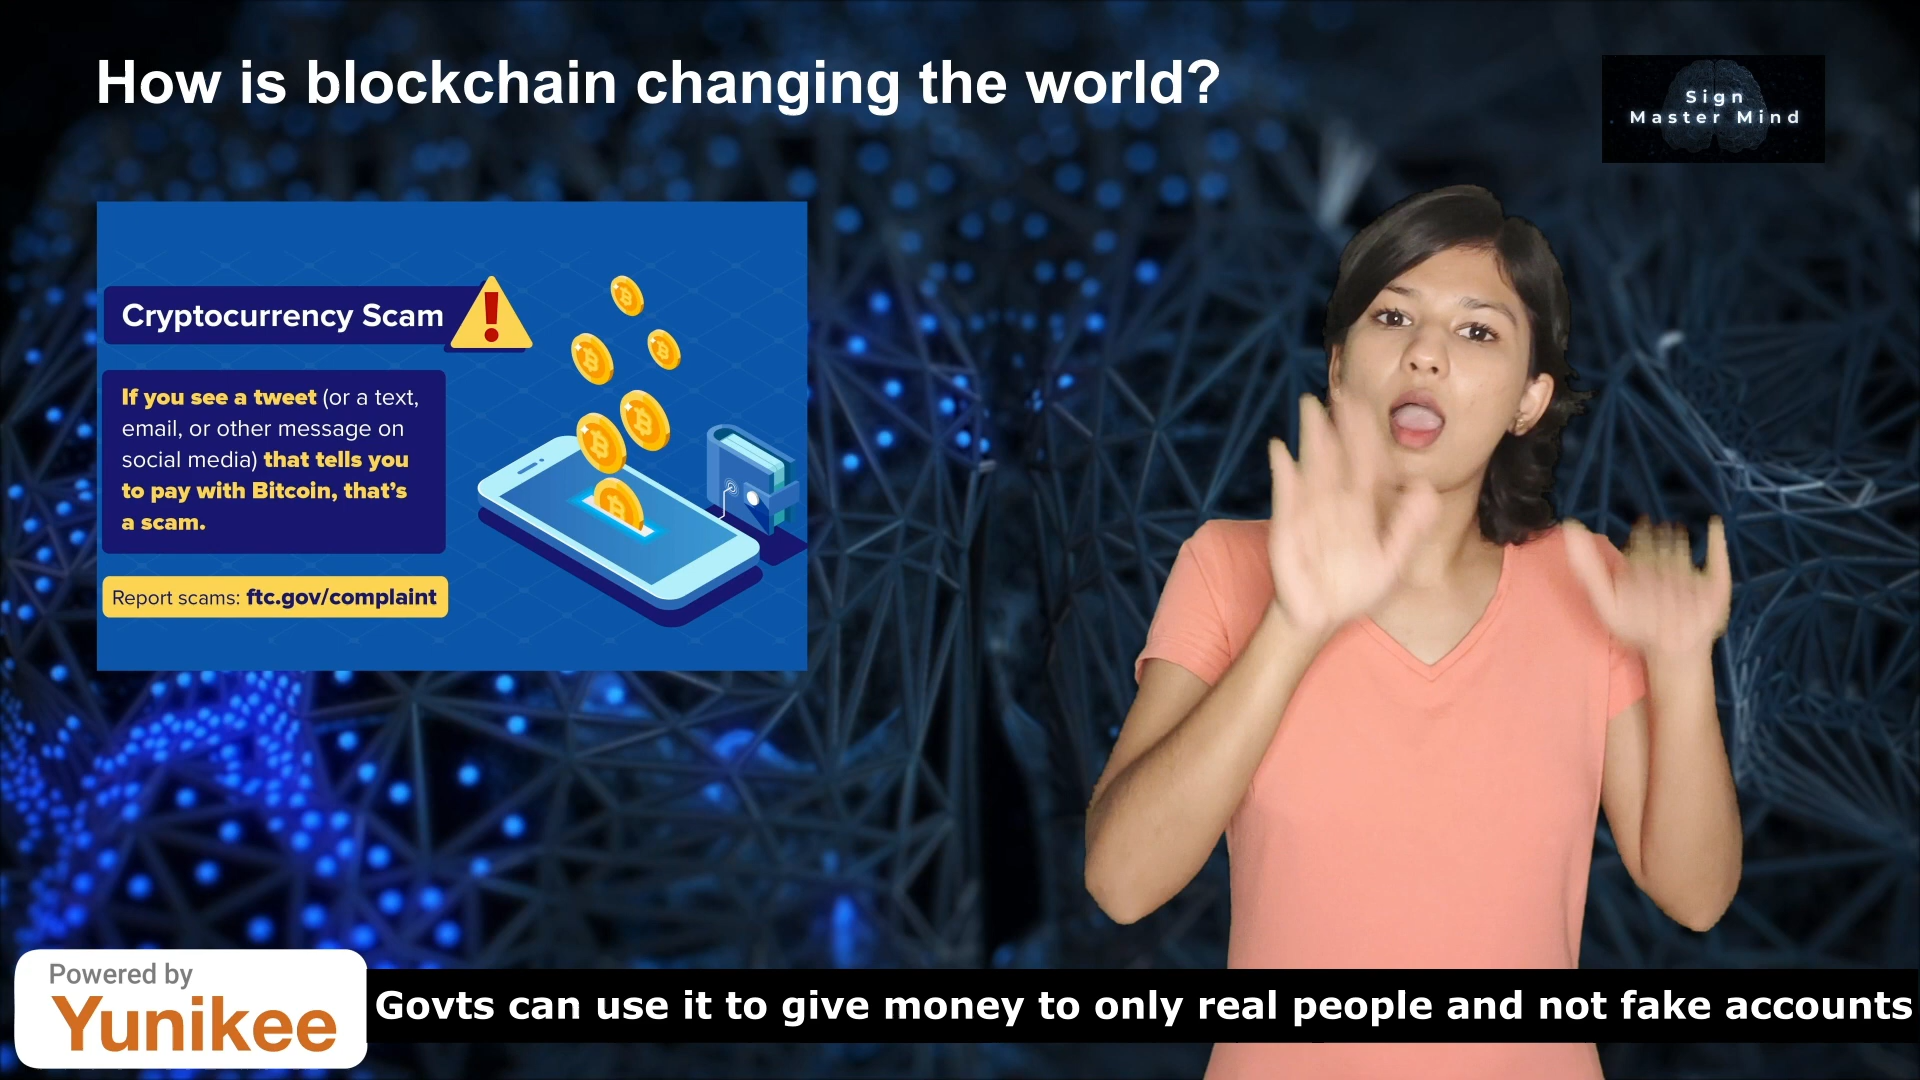 How is blockchain changing the world?
Sign
Master Mind
Cryptocurrency Scam
If you see a tweet (or a text,
email, or other message on
social media) that tells you
to pay with Bitcoin, that's
a scam.
Report scams: ftc.gov/complaint
Powered by
Yunikee
Govts can use it to give money to only real people and not fake accounts